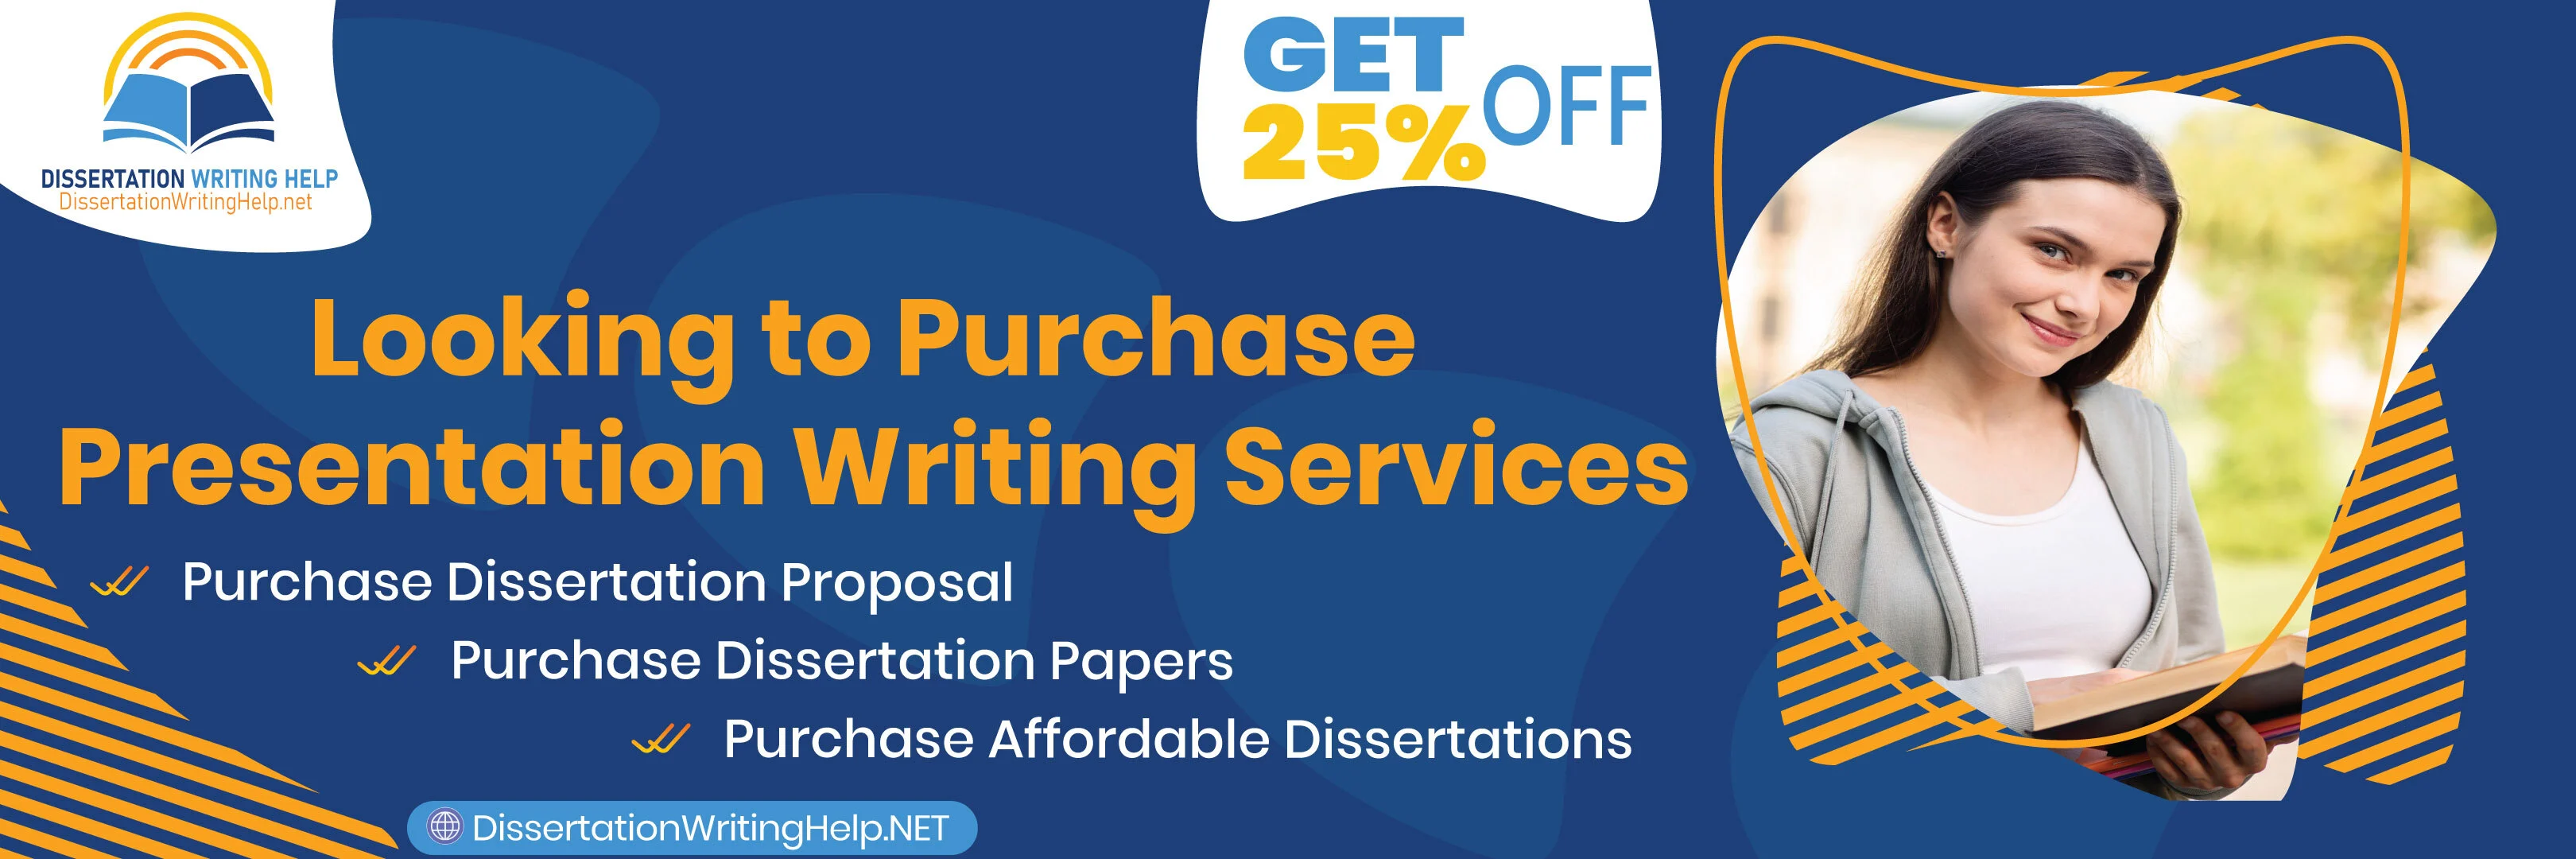 DISSERTATION WRITING HELP
DissertationWritingHelp.net
GET
25% OFF
Looking to Purchase
Presentation Writing Services
Purchase Dissertation Proposal
Purchase Dissertation Papers
Purchase Affordable Dissertations
DissertationWritingHelp.NET